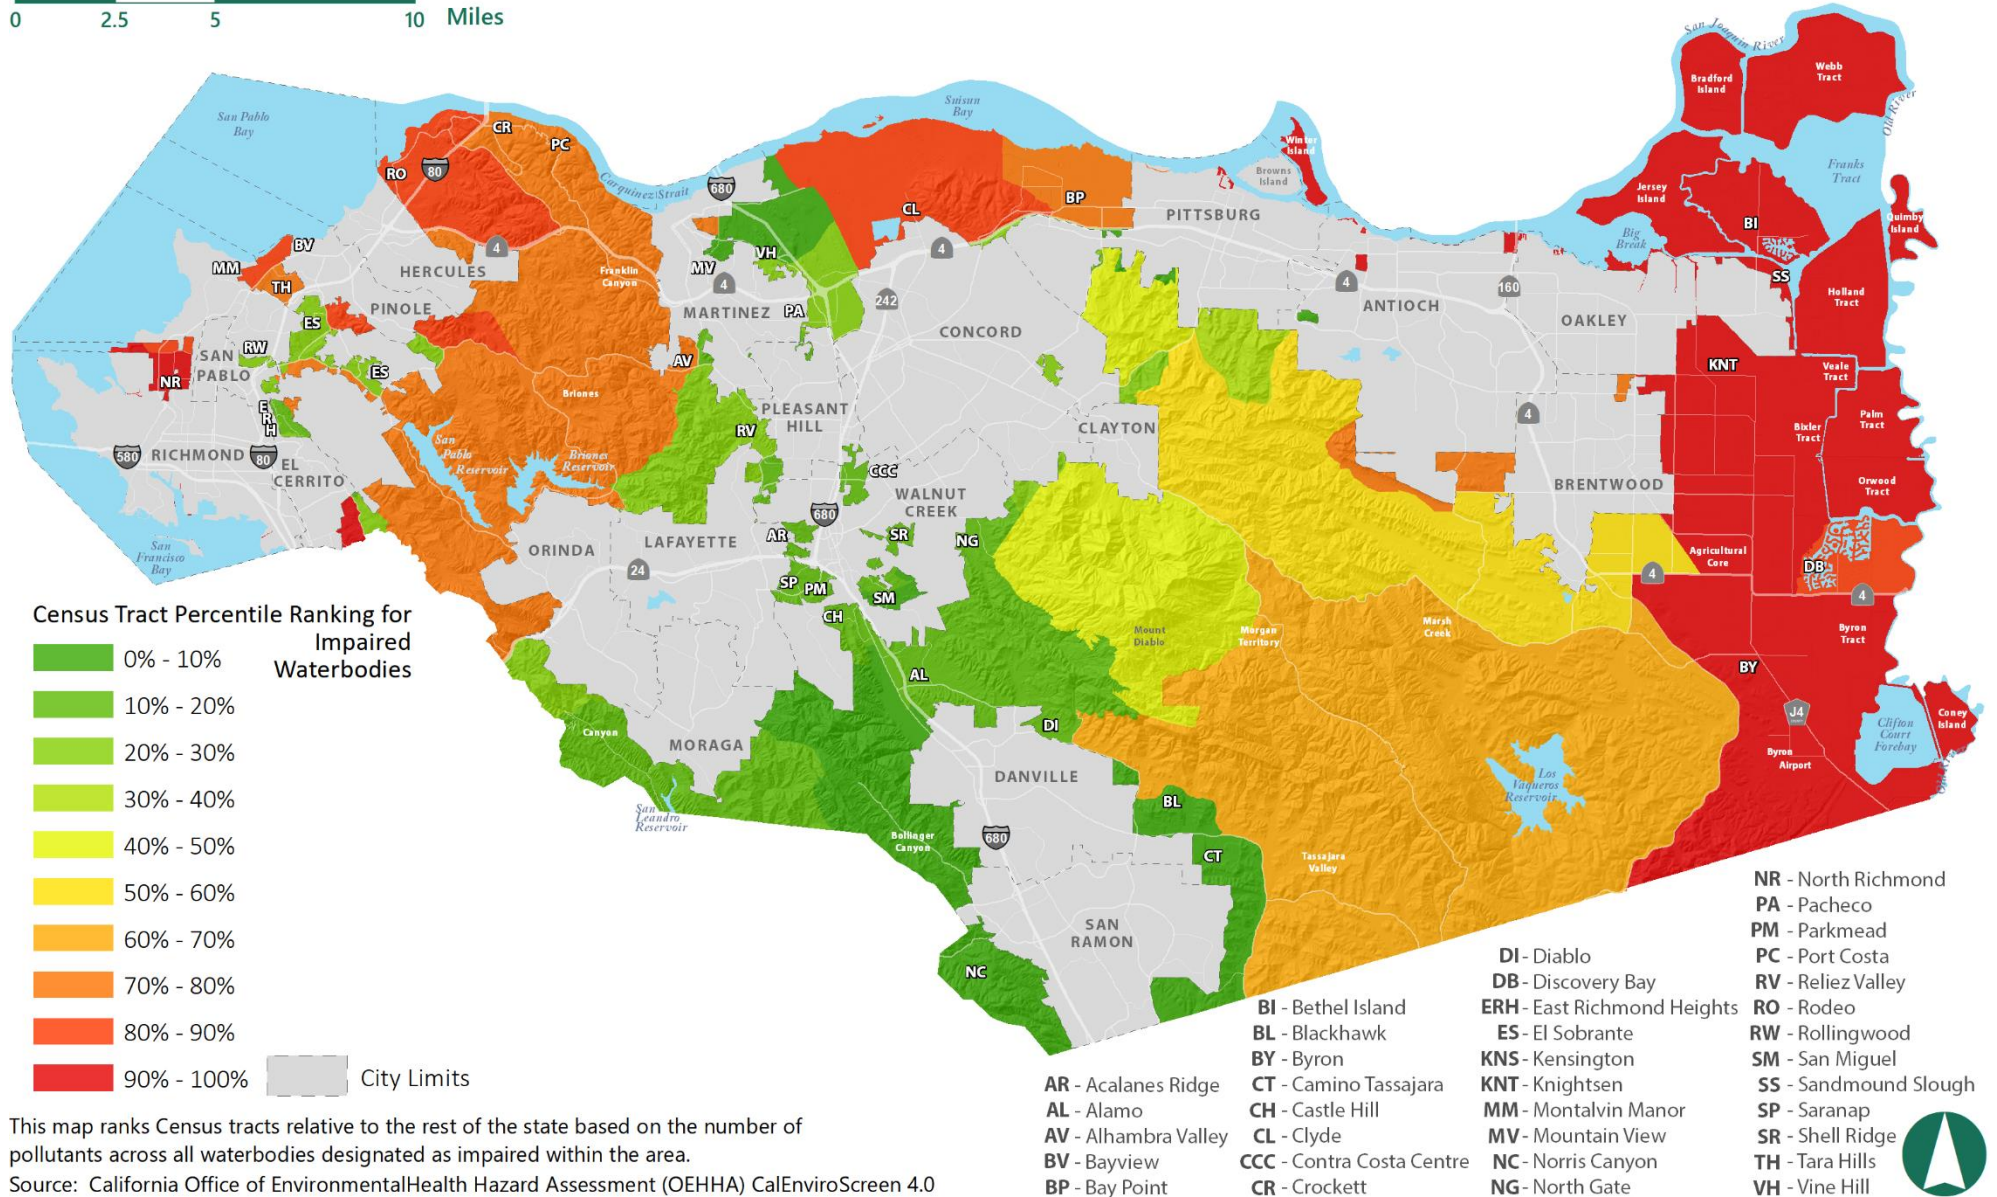 0 2.5 5 10 Miles
San Joaquin River
Bradford
Island
Webb
Tract
Old River
San Pablo
Bay
Suisun
Bay
CR
PC
RO
80
Carquinez Strait
680
Winter
Island
Browns
Island
Franks
Tract
Jersey
Island
BI
Quimby
Island
Big
Break
BP
CL
PITTSBURG
BV
MM
TH
4
HERCULES
Franklin
Canyon
VH
MV
4
4
242
4
160
SS
Holland
Tract
ES
PINOLE
MARTINEZ
PA
CONCORD
ANTIOCH
OAKLEY
RW
SAN
PABLO
NR
ES
AV
KNT
Veale
Tract
Briones
E
R
H
PLEASANT
HILL
RV
CLAYTON
4
Bixler
Tract
Palm
Tract
580
RICHMOND
80
EL
CERRITO
San
Pablo
Reservoir
Briones
Reservoir
CCC
WALNUT
CREEK
BRENTWOOD
Orwood
Tract
680
San
Francisco
Bay
ORINDA
LAFAYETTE
AR
SR
NG
24
SP
PM
SM
CH
Agricultural
Core
4
DB
4
Mount
Diablo
Morgan
Territory
Marsh
Creek
Byron
Tract
BY
AL
DI
Canyon
MORAGA
DANVILLE
J4
Clifton
Court
Forebay
Coney
Island
Old River
Byron
Airport
Los
Vaqueros
Reservoir
San
Leandro
Reservoir
BL
Bollinger
Canyon
680
CT
Tassajara
Valley
SAN
RAMON
NC
Census Tract Percentile Ranking for
Impaired
Waterbodies
0% - 10%
10% - 20%
20% - 30%
30% - 40%
40% - 50%
50% - 60%
60% - 70%
70% - 80%
80% - 90%
90% - 100%
City Limits
This map ranks Census tracts relative to the rest of the state based on the number of
pollutants across all waterbodies designated as impaired within the area.
Source: California Office of EnvironmentalHealth Hazard Assessment (OEHHA) CalEnviroScreen 4.0
AR - Acalanes Ridge
AL - Alamo
AV - Alhambra Valley
BV - Bayview
BP - Bay Point
BI - Bethel Island
BL - Blackhawk
BY - Byron
CT - Camino Tassajara
CH - Castle Hill
CL - Clyde
CCC - Contra Costa Centre
CR - Crockett
DI - Diablo
DB - Discovery Bay
ERH - East Richmond Heights
ES - El Sobrante
KNS - Kensington
KNT - Knightsen
MM - Montalvin Manor
MV - Mountain View
NC - Norris Canyon
NG - North Gate
NR - North Richmond
PA - Pacheco
PM - Parkmead
PC - Port Costa
RV - Reliez Valley
RO - Rodeo
RW - Rollingwood
SM - San Miguel
SS - Sandmound Slough
SP - Saranap
SR - Shell Ridge
TH - Tara Hills
VH - Vine Hill